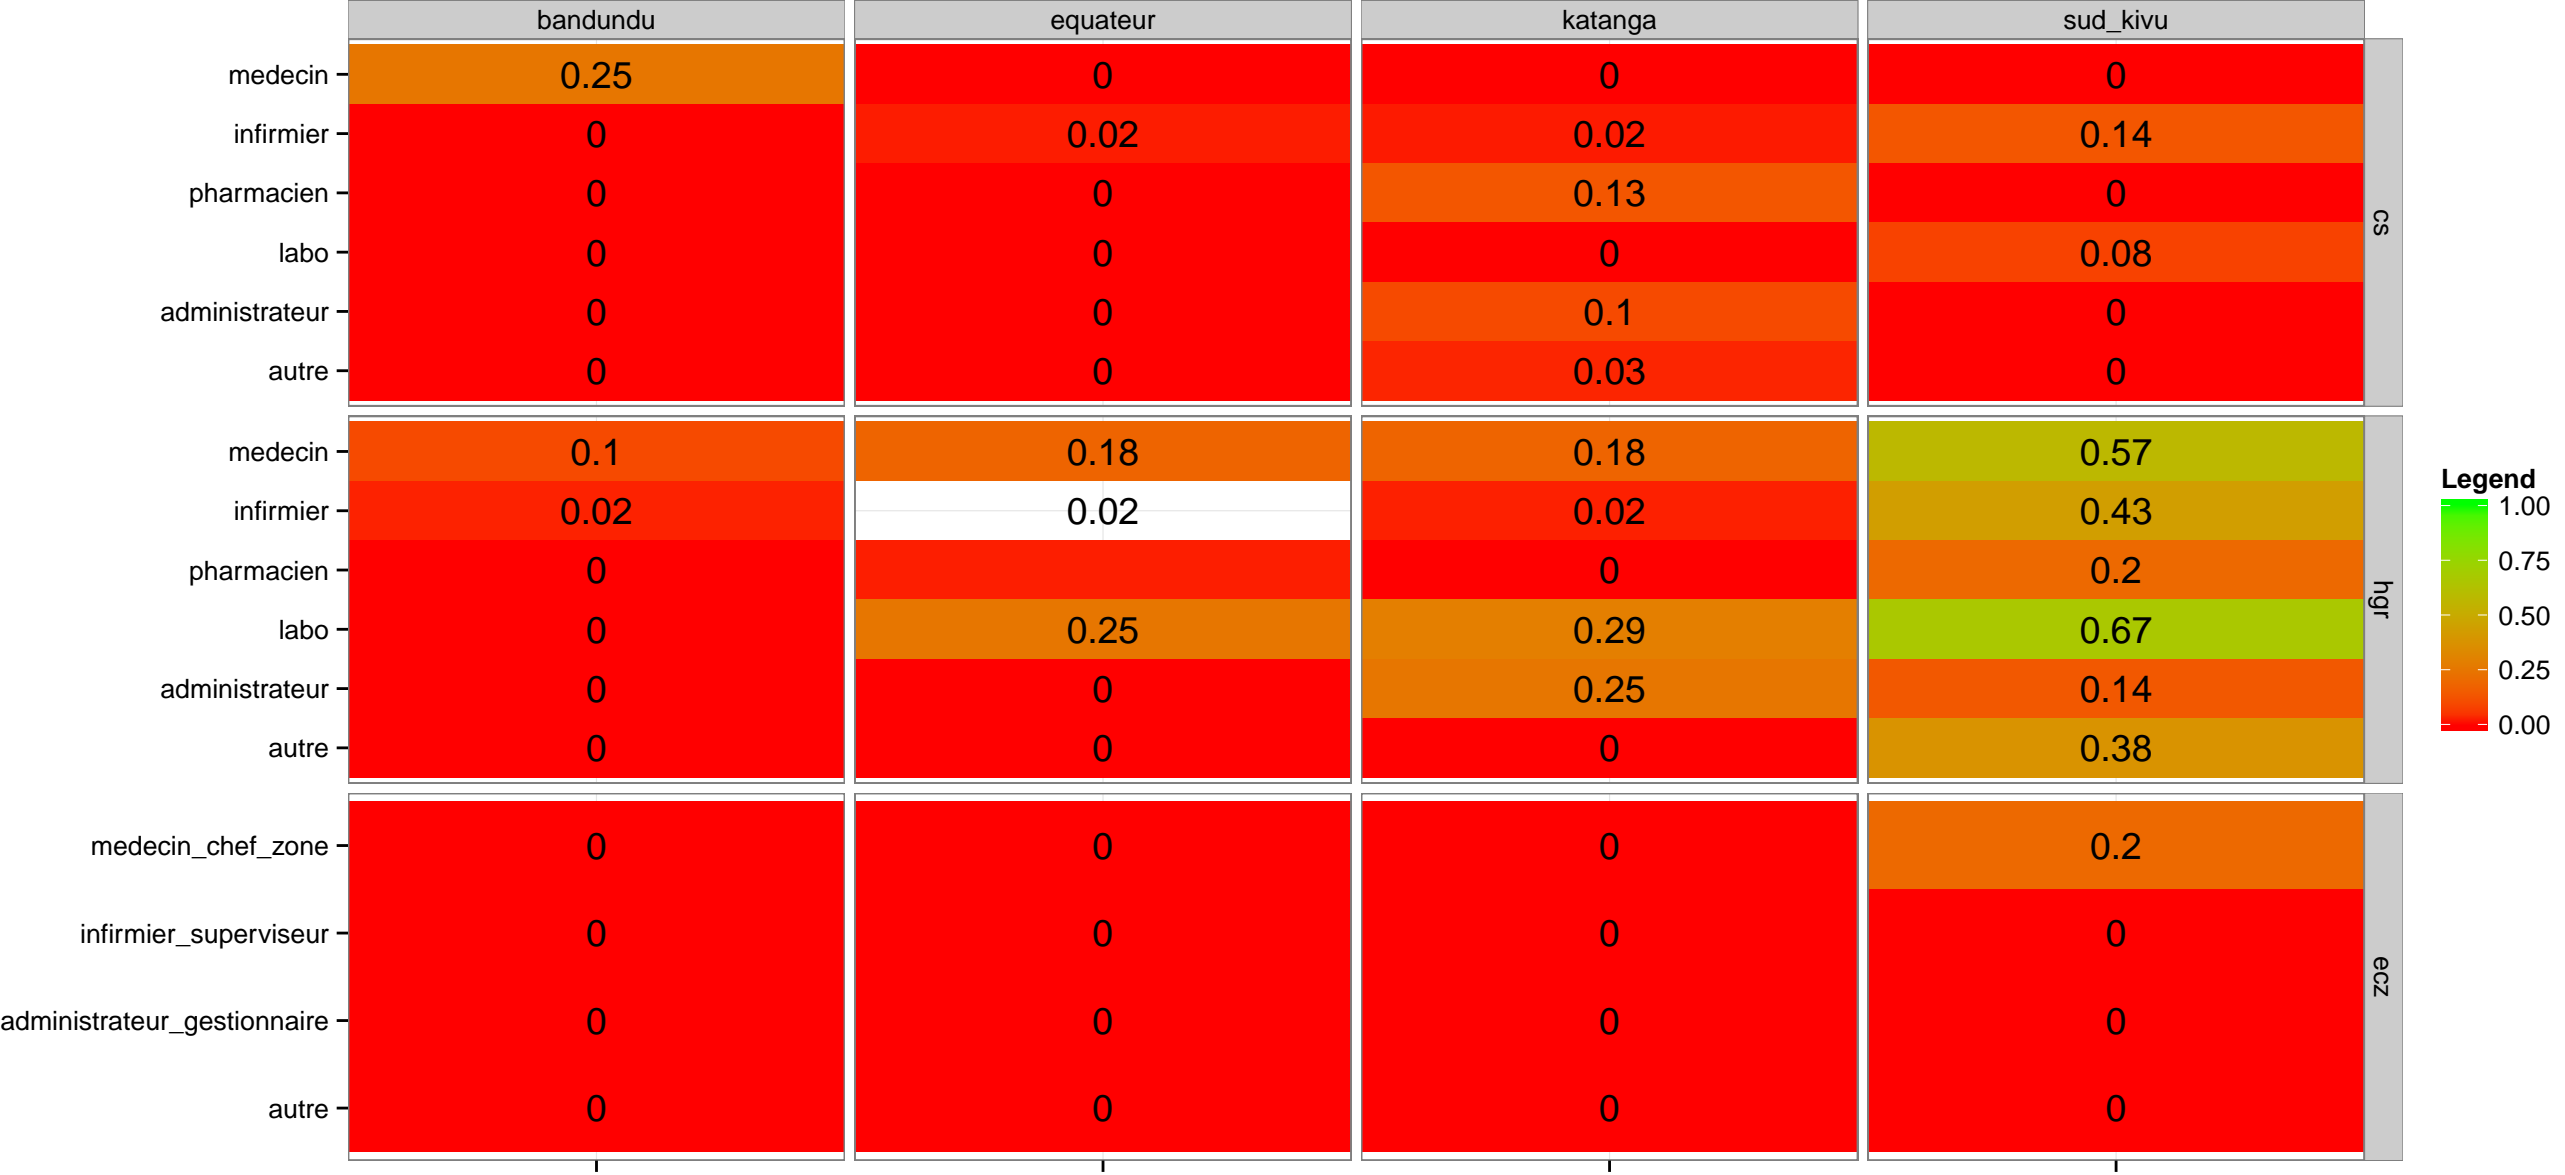 bandundu equateur katanga sud_kivu
medecin 0.25 0 0 0
infirmier 0 0.02 0.02 0.14
pharmacien 0 0 0.13 0
labo 0 0 0 0.08
administrateur 0 0 0.1 0
autre 0 0 0.03 0
cs
medecin 0.1 0.18 0.18 0.57
infirmier 0.02 0.02 0.02 0.43
pharmacien 0 0 0.2
labo 0 0.25 0.29 0.67
administrateur 0 0 0.25 0.14
autre 0 0 0 0.38
hgr
medecin_chef_zone 0 0 0 0.2
infirmier_superviseur 0 0 0 0
administrateur_gestionnaire 0 0 0 0
autre 0 0 0 0
ecz
Legend
1.00
0.75
0.50
0.25
0.00